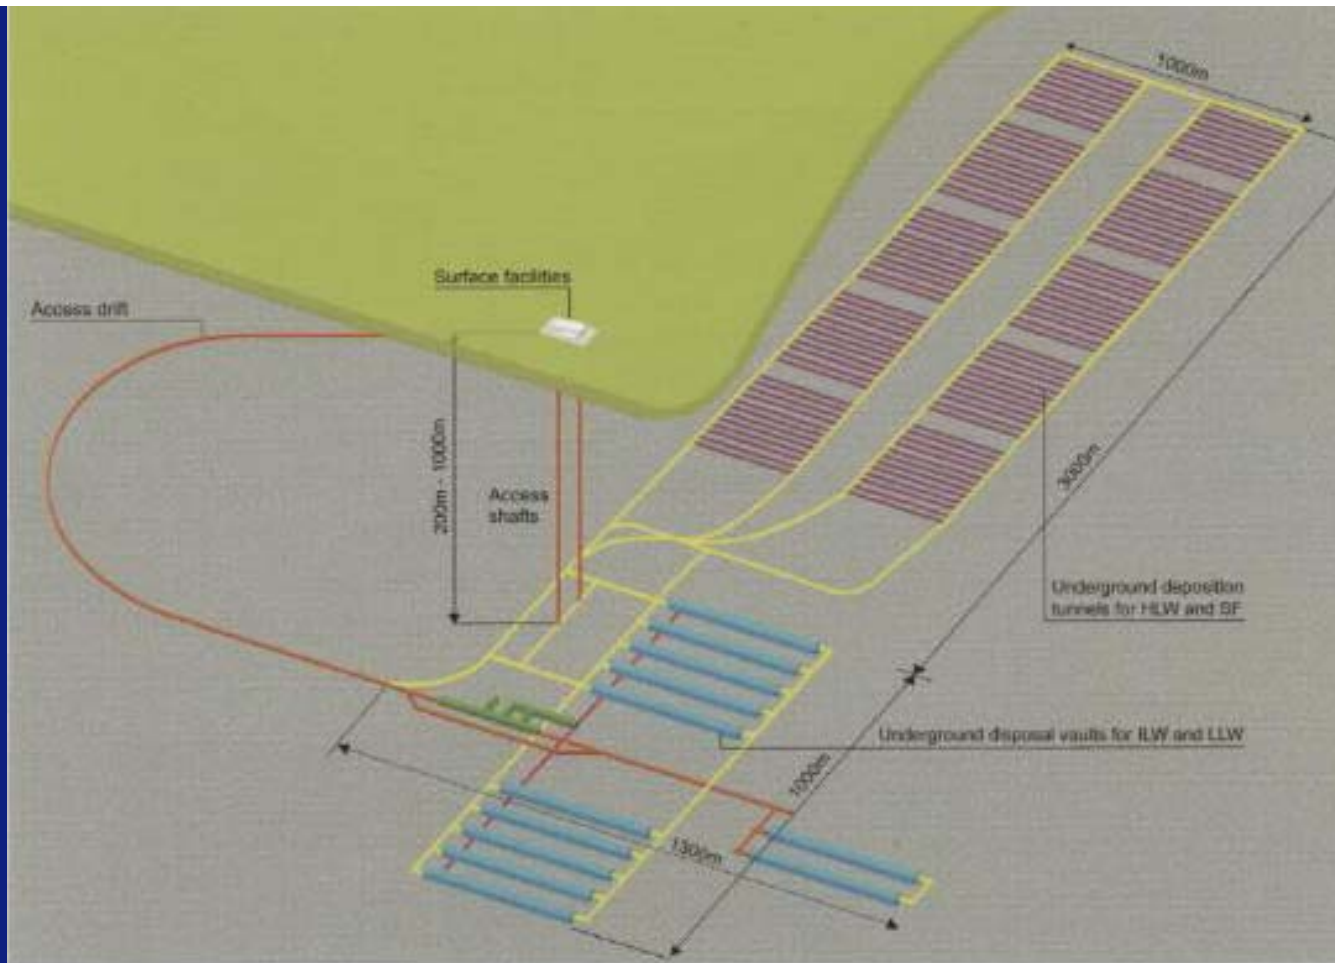 1000m
Surface facilities
Access drift
200m - 1000m
Access
shafts
3000m
Underground deposition
tunnels for HLW and SF
Underground disposal vaults for ILW and LLW
1000m
1300m